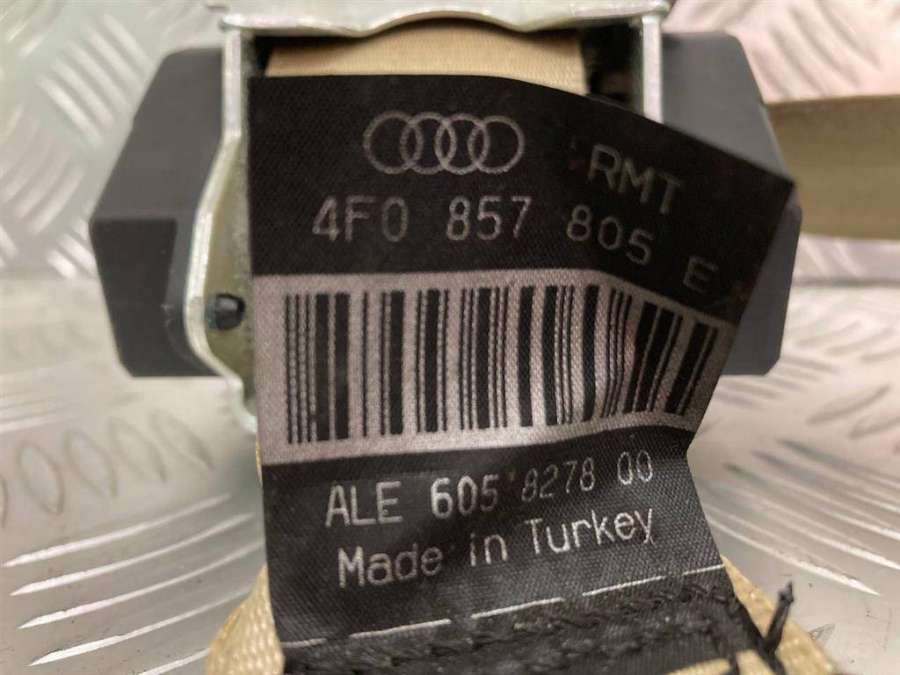 RMT
4F0 857 805 E
ALE 605 8278 00
Made in Turkey